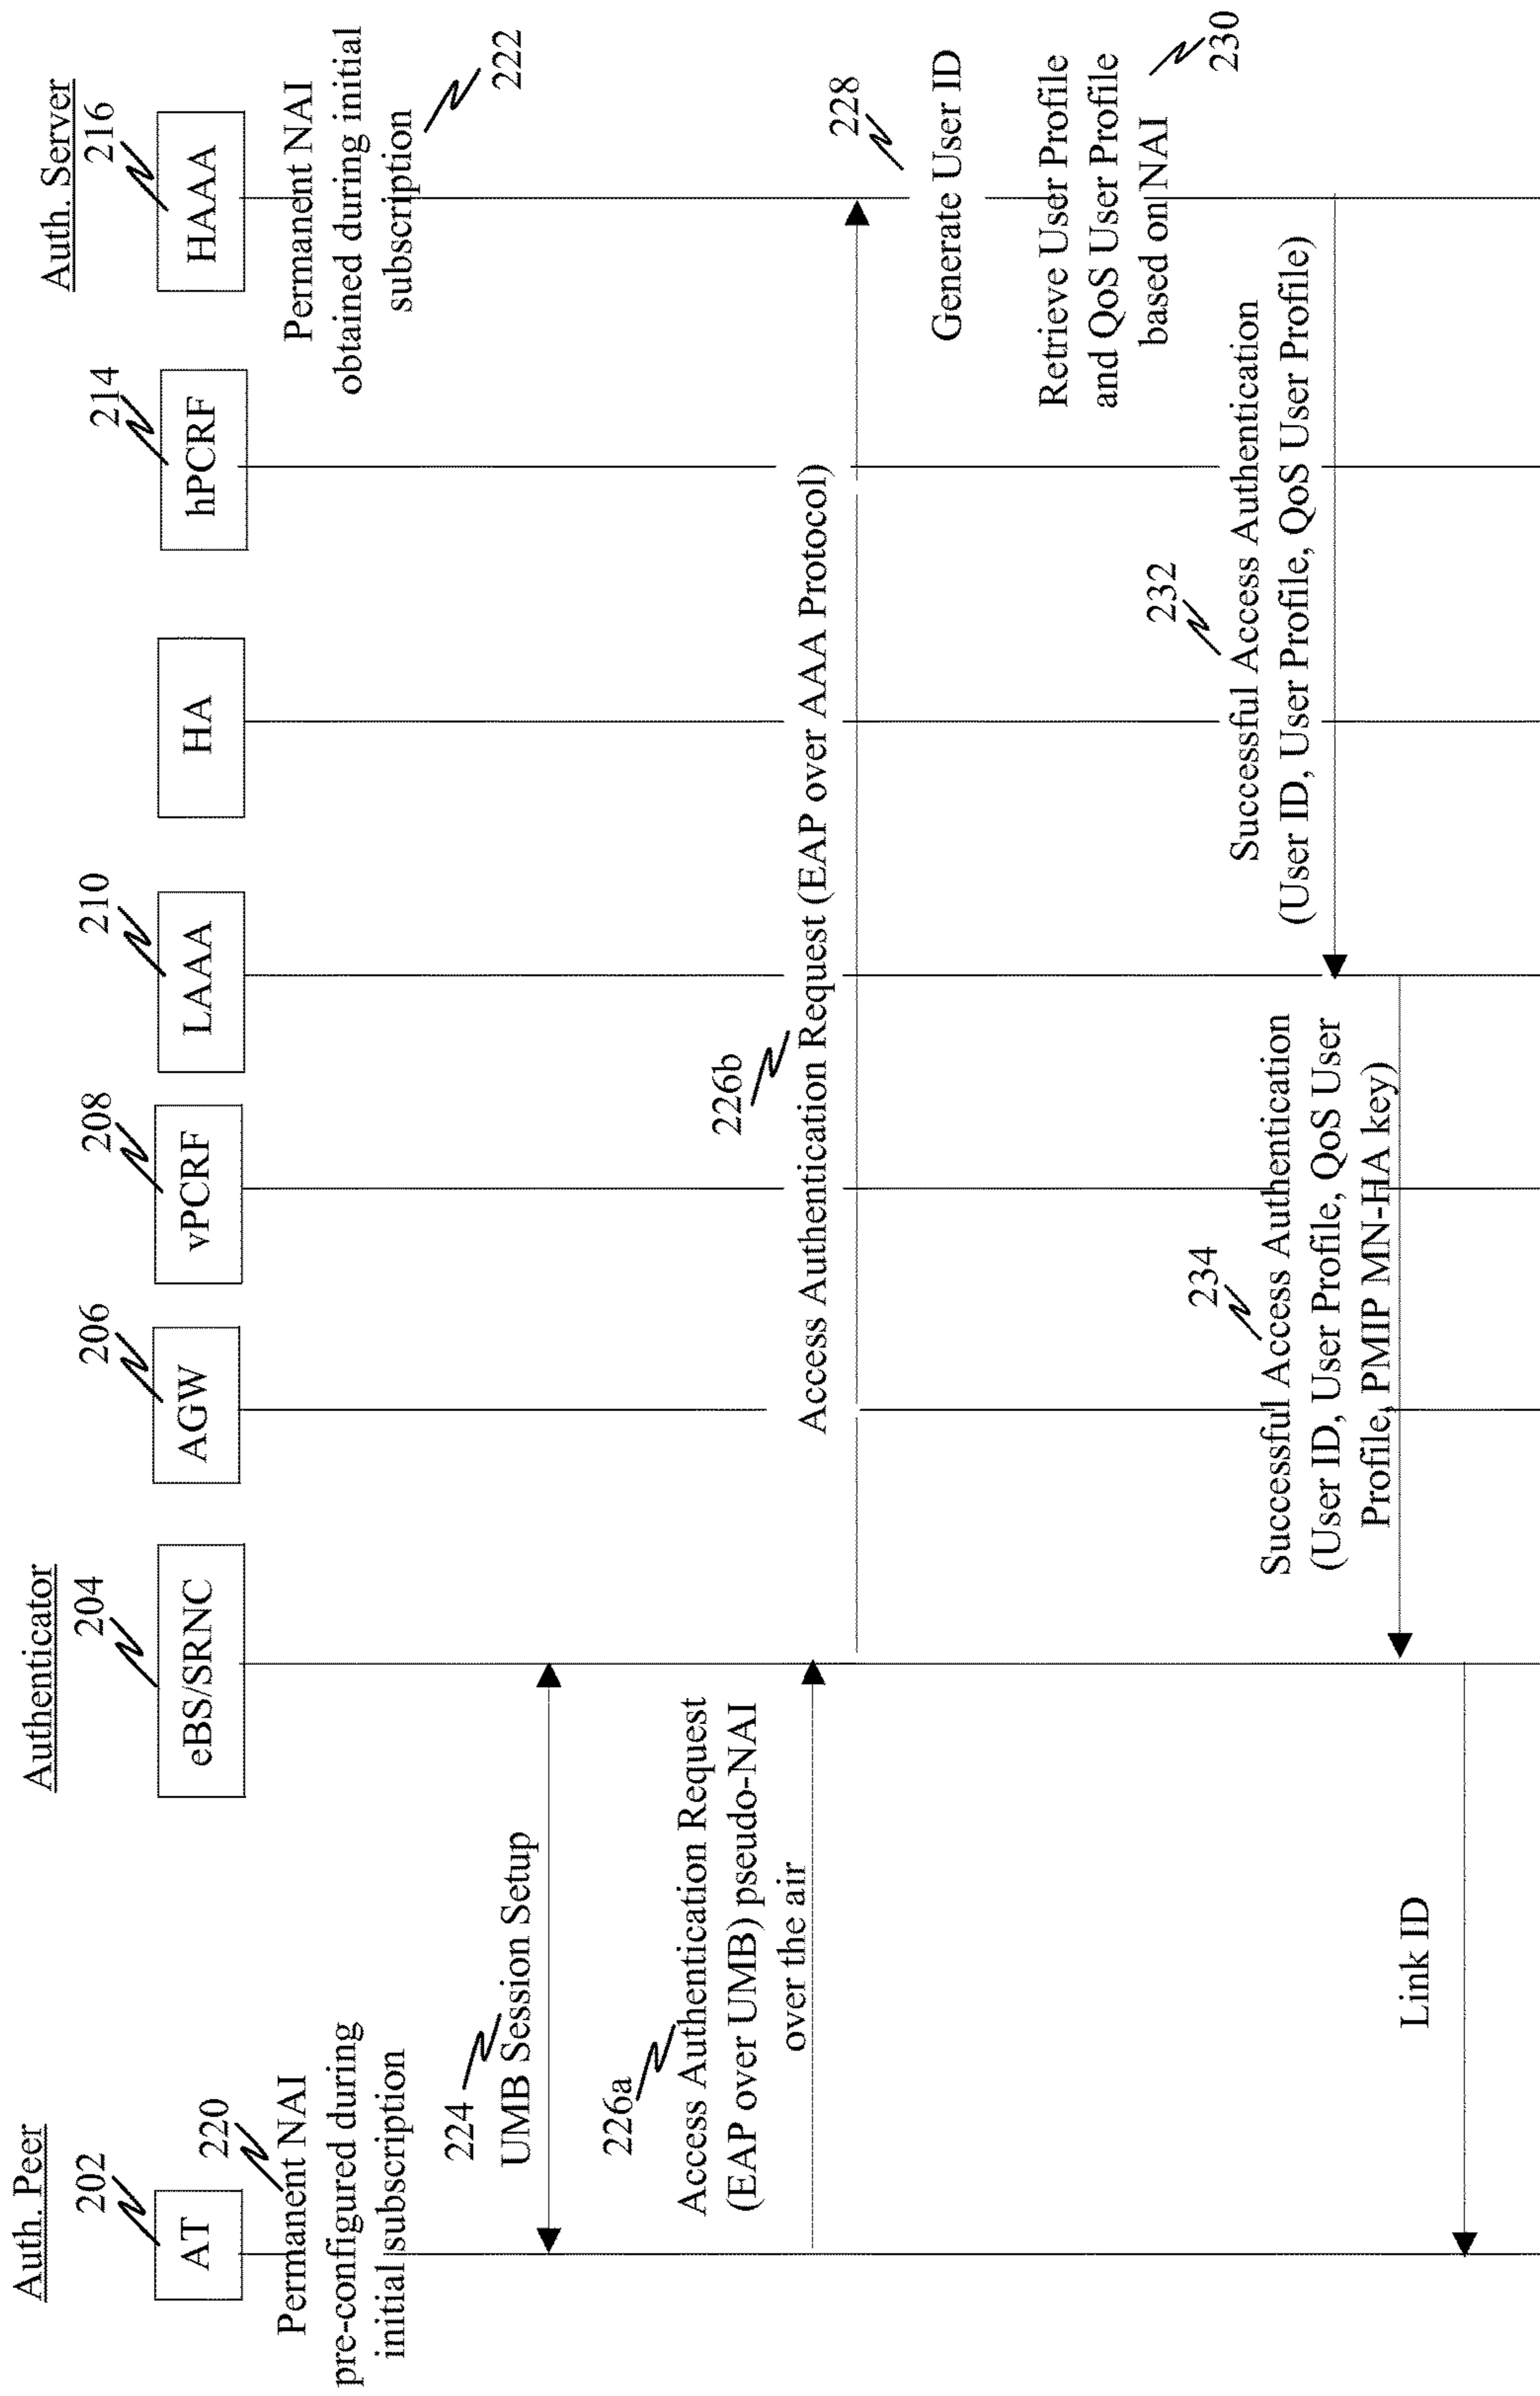 Auth. Peer
Authenticator
Auth. Server
202
204
206
208
210
214
216
AT
eBS/SRNC
AGW
vPCRF
LAAA
HA
hPCRF
HAAA
220
Permanent NAI
pre-configured during
initial subscription
Permanent NAI
obtained during initial
subscription
222
224
UMB Session Setup
226a
Access Authentication Request
(EAP over UMB) pseudo-NAI
over the air
226b
Access Authentication Request (EAP over AAA Protocol)
228
Generate User ID
Retrieve User Profile
and QoS User Profile
based on NAI
230
232
Successful Access Authentication
(User ID, User Profile, QoS User Profile)
234
Successful Access Authentication
(User ID, User Profile, QoS User
Profile, PMIP MN-HA key)
Link ID